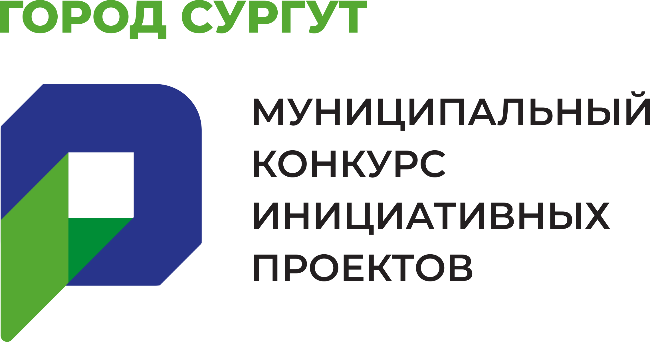 ГОРОД СУРГУТ
МУНИЦИПАЛЬНЫЙ
КОНКУРС
ИНИЦИАТИВНЫХ
ПРОЕКТОВ